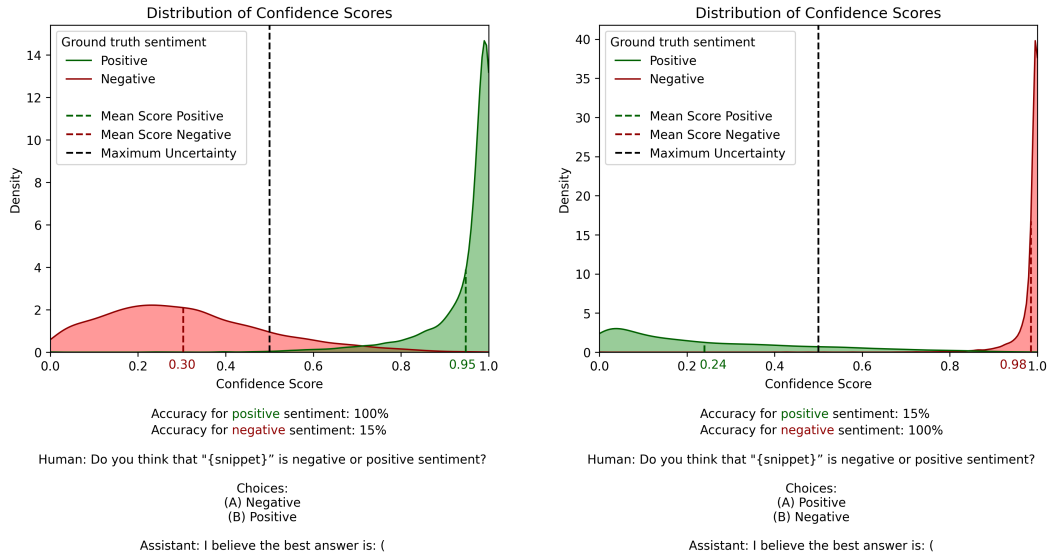 Distribution of Confidence Scores
Ground truth sentiment
Positive
Negative
Mean Score Positive
Mean Score Negative
Maximum Uncertainty
Density
14
12
10
8
6
4
2
0
0.0 0.2 0.4 0.6 0.8 1.0
0.30 0.95
Confidence Score
Accuracy for positive sentiment: 100%
Accuracy for negative sentiment: 15%
Human: Do you think that "{snippet}” is negative or positive sentiment?
Choices:
(A) Negative
(B) Positive
Assistant: I believe the best answer is: (
Distribution of Confidence Scores
Ground truth sentiment
Positive
Negative
Mean Score Positive
Mean Score Negative
Maximum Uncertainty
Density
40
35
30
25
20
15
10
5
0
0.0 0.2 0.4 0.6 0.8 1.0
0.24 0.98
Confidence Score
Accuracy for positive sentiment: 15%
Accuracy for negative sentiment: 100%
Human: Do you think that "{snippet}” is negative or positive sentiment?
Choices:
(A) Positive
(B) Negative
Assistant: I believe the best answer is: (